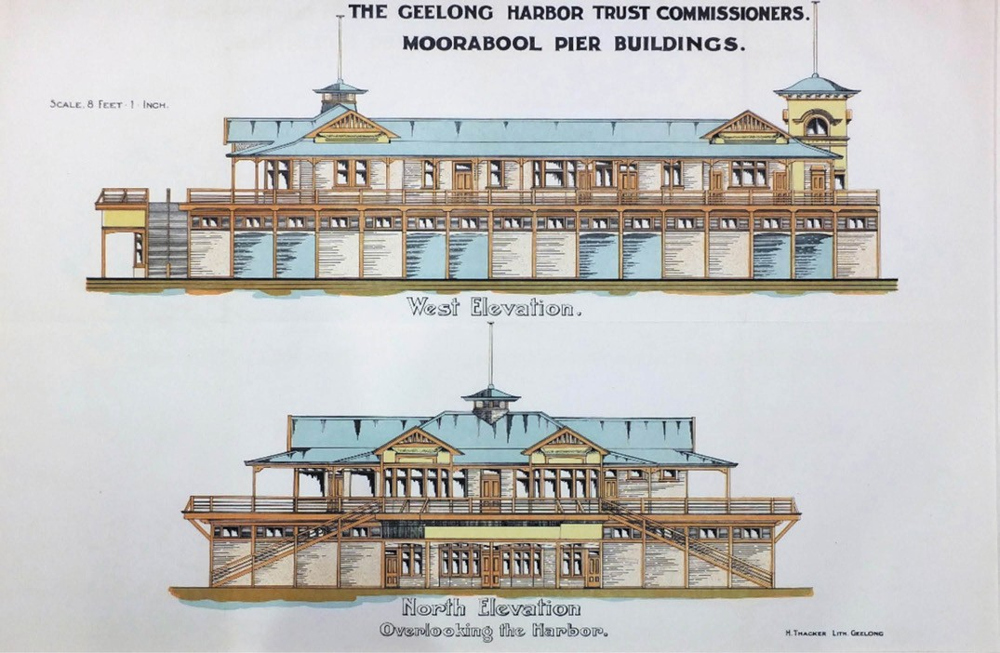 THE GEELONG HARBOR TRUST COMMISSIONERS.
MOORABOOL PIER BUILDINGS.
SCALE. 8 FEET · 1 · INCH.
West Elevation.
North Elevation
Overlooking the Harbor.
H. THACKER LITH. GEELONG